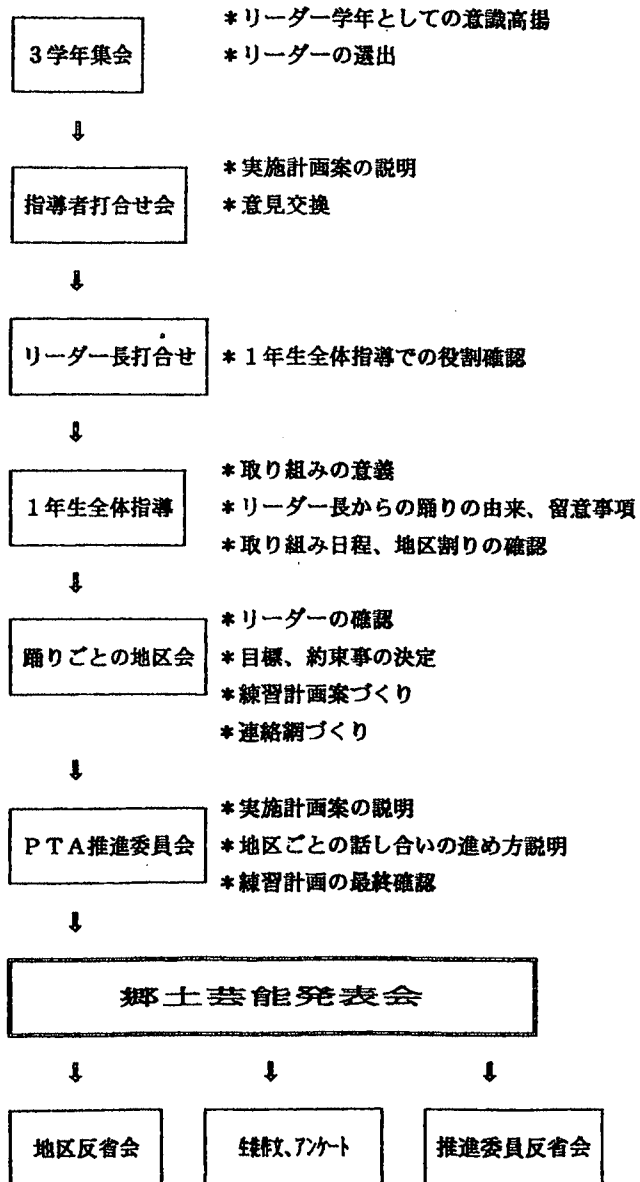 *リーダー学年としての意識高揚
3学年集会
*リーダーの選出
⇓
*実施計画案の説明
指導者打合せ会
*意見交換
⇓
リーダー長打合せ
*1年生全体指導での役割確認
⇓
*取り組みの意義
1年生全体指導
*リーダー長からの踊りの由来、留意事項
*取り組み日程、地区割りの確認
⇓
*リーダーの確認
踊りごとの地区会
*目標、約束事の決定
*練習計画案づくり
*連絡網づくり
⇓
*実施計画案の説明
PTA推進委員会
*地区ごとの話し合いの進め方説明
*練習計画の最終確認
⇓
郷土芸能発表会
⇓ ⇓ ⇓
地区反省会 生徒作文、アンケート 推進委員反省会